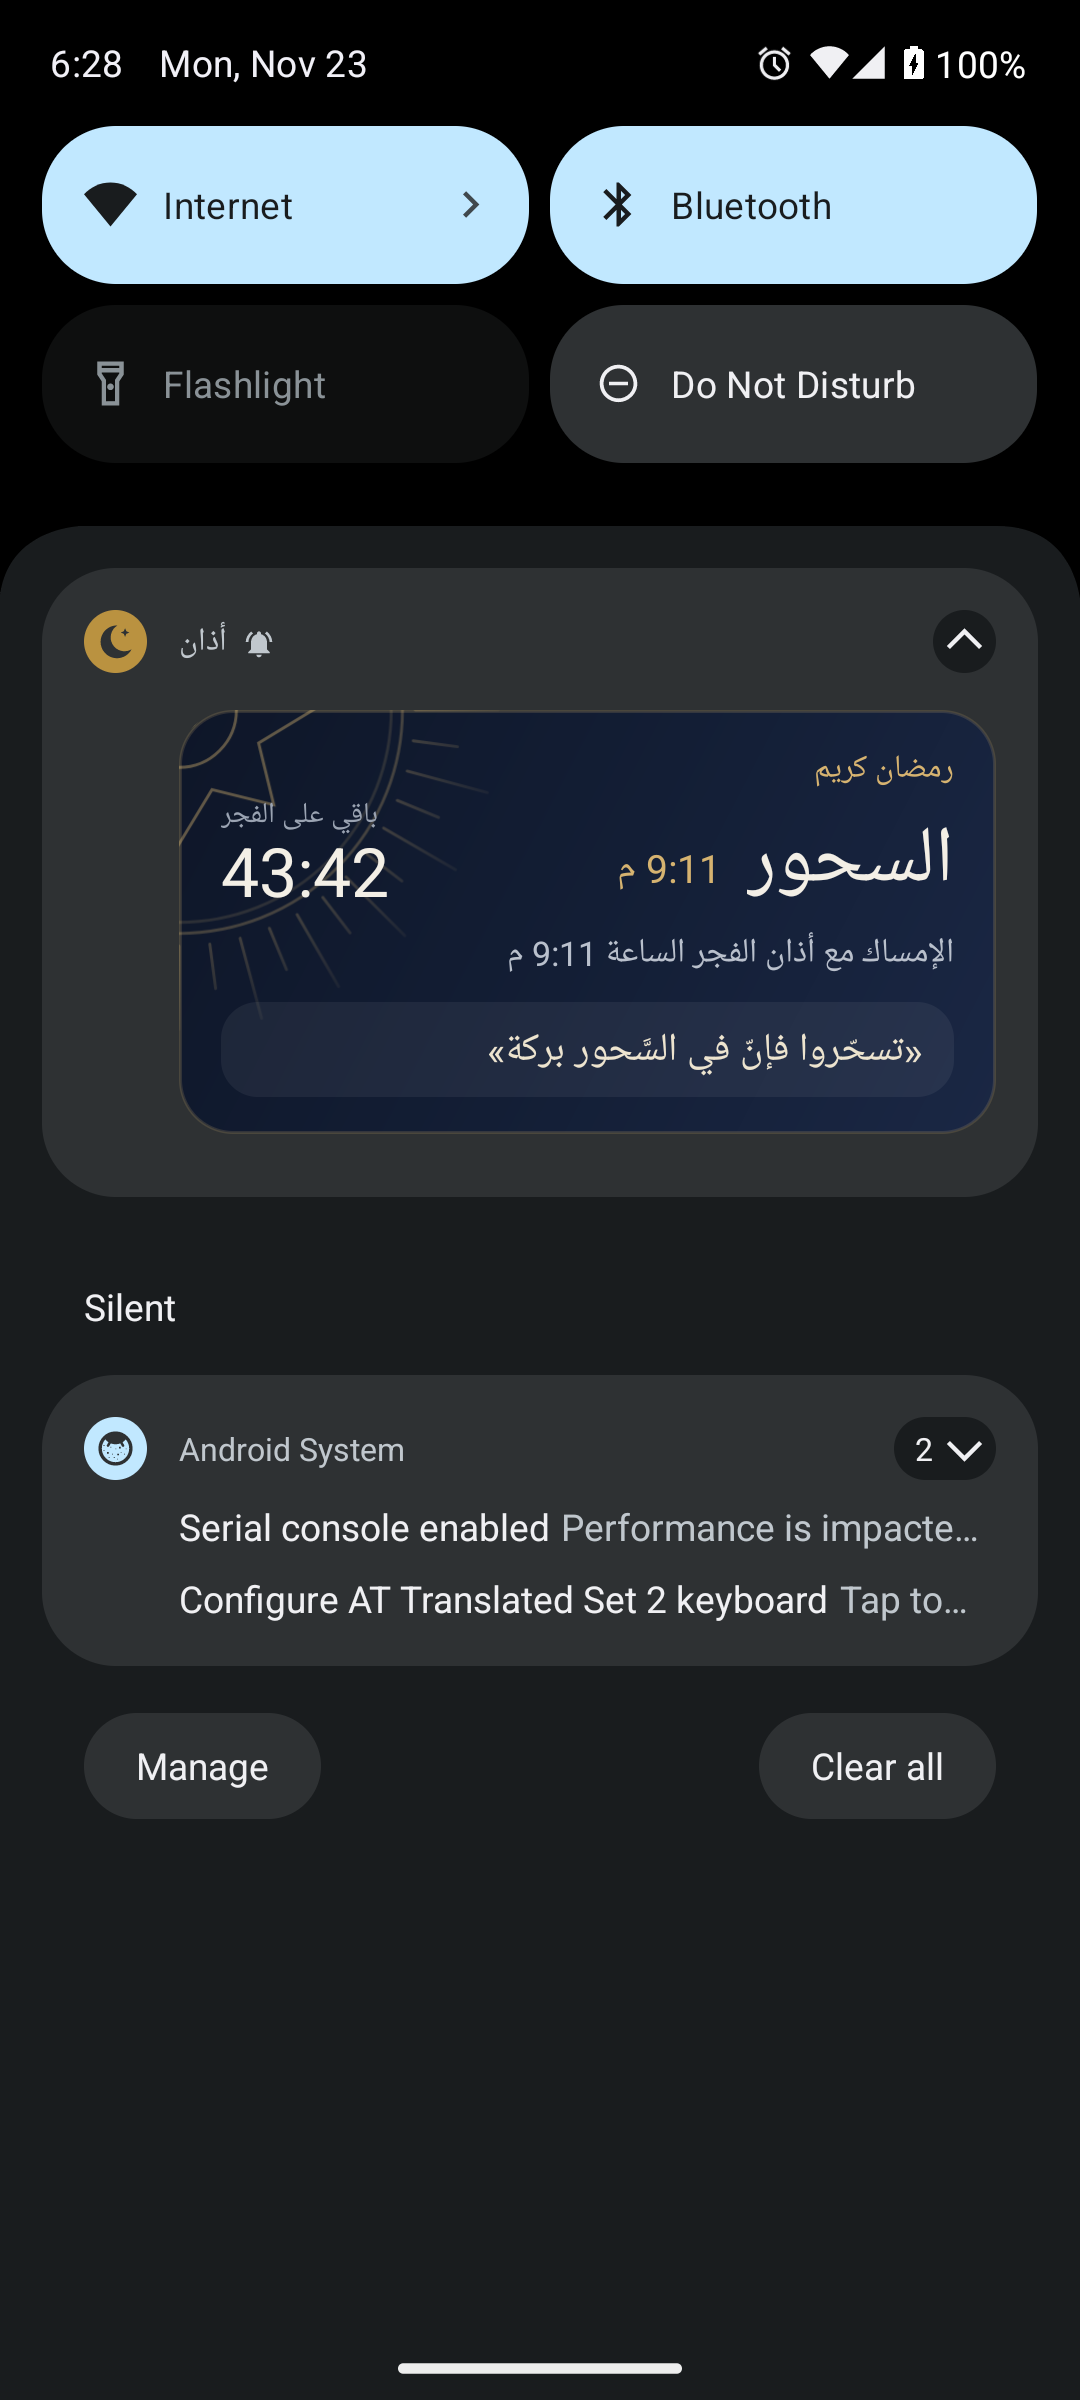 6:28 Mon, Nov 23 100%
Internet
Bluetooth
Flashlight
Do Not Disturb
أذان
رمضان كريم
باقي على الفجر
السحور 9:11 م
43:42
الإمساك مع أذان الفجر الساعة 9:11 م
«تسحّروا فإنّ في السَّحور بركة»
Silent
Android System 2
Serial console enabled Performance is impacte…
Configure AT Translated Set 2 keyboard Tap to…
Manage
Clear all